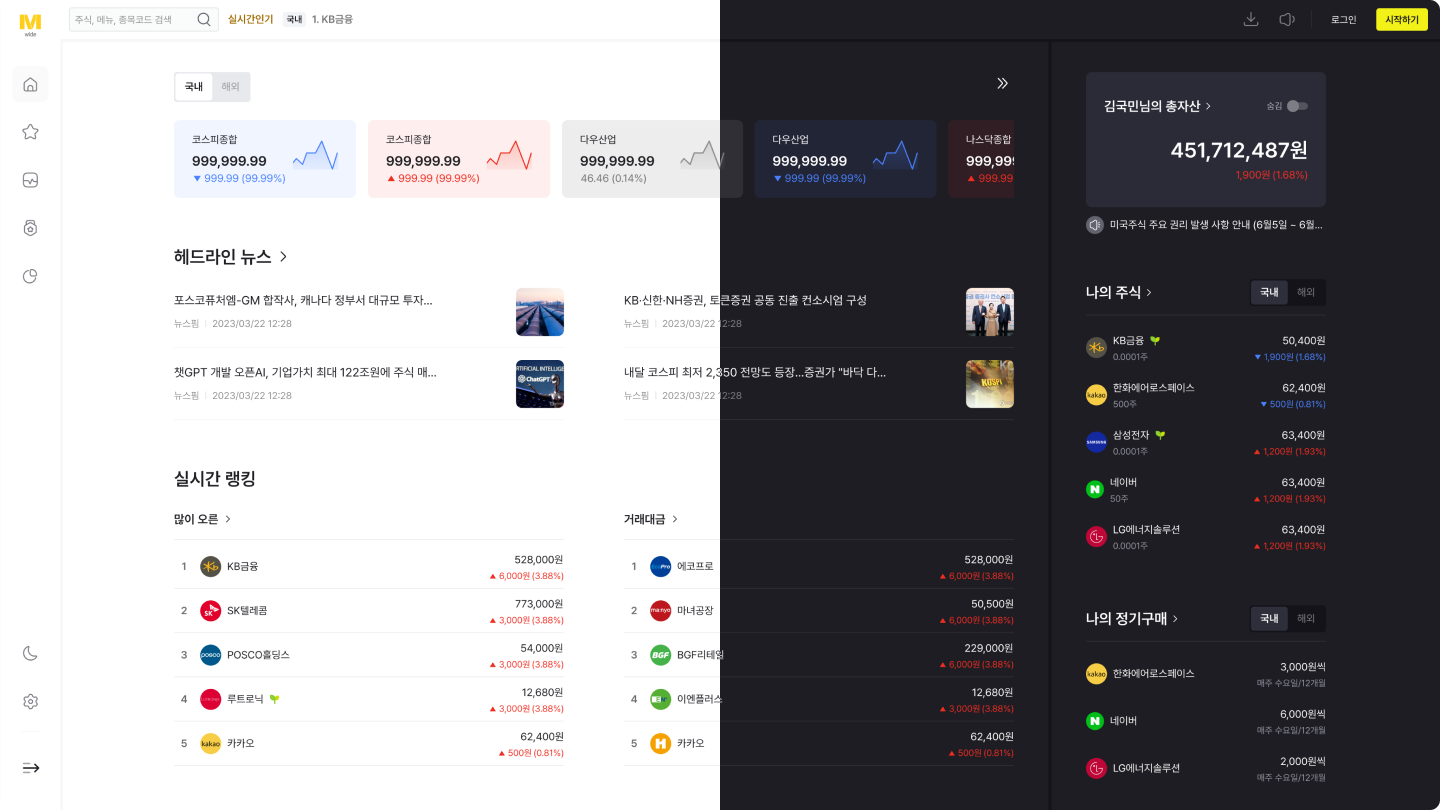 M
wide
주식, 메뉴, 종목코드 검색
실시간인기 국내 1. KB금융
로그인
시작하기
국내 해외
코스피종합
999,999.99
▼ 999.99 (99.99%)
코스피종합
999,999.99
▲ 999.99 (99.99%)
다우산업
999,999.99
46.46 (0.14%)
다우산업
999,999.99
▼ 999.99 (99.99%)
나스닥종합
999,999
▲ 999.99
헤드라인 뉴스 >
포스코퓨처엠-GM 합작사, 캐나다 정부서 대규모 투자...
뉴스핌 | 2023/03/22 12:28
KB·신한·NH증권, 토큰증권 공동 진출 컨소시엄 구성
뉴스핌 | 2023/03/22 12:28
챗GPT 개발 오픈AI, 기업가치 최대 122조원에 주식 매...
뉴스핌 | 2023/03/22 12:28
ChatGPT
내달 코스피 최저 2,350 전망도 등장...증권가 "바닥 다...
뉴스핌 | 2023/03/22 12:28
KOSPI
실시간 랭킹
많이 오른 >
1 KB금융 528,000원
▲ 6,000원 (3.88%)
2 SK SK텔레콤 773,000원
▲ 3,000원 (3.88%)
3 posco POSCO홀딩스 54,000원
▲ 3,000원 (3.88%)
4 루트로닉 12,680원
▲ 3,000원 (3.88%)
5 kakao 카카오 62,400원
▲ 500원 (0.81%)
거래대금 >
1 에코프로 528,000원
▲ 6,000원 (3.88%)
2 ma:nyo 마녀공장 50,500원
▲ 6,000원 (3.88%)
3 BGF BGF리테일 229,000원
▲ 6,000원 (3.88%)
4 이엔플러스 12,680원
▲ 3,000원 (3.88%)
5 카카오 62,400원
▲ 500원 (0.81%)
김국민님의 총자산 > 숨김
451,712,487원
1,900원 (1.68%)
미국주식 주요 권리 발생 사항 안내 (6월5일 ~ 6월...
나의 주식 > 국내 해외
KB금융 50,400원
0.0001주 ▼ 1,900원 (1.68%)
kakao 한화에어로스페이스 62,400원
500주 ▼ 500원 (0.81%)
SAMSUNG 삼성전자 63,400원
0.0001주 ▲ 1,200원 (1.93%)
N 네이버 63,400원
50주 ▲ 1,200원 (1.93%)
LG에너지솔루션 63,400원
0.0001주 ▲ 1,200원 (1.93%)
나의 정기구매 > 국내 해외
kakao 한화에어로스페이스 3,000원씩
매주 수요일/12개월
N 네이버 6,000원씩
매주 수요일/12개월
LG에너지솔루션 2,000원씩
매주 수요일/12개월